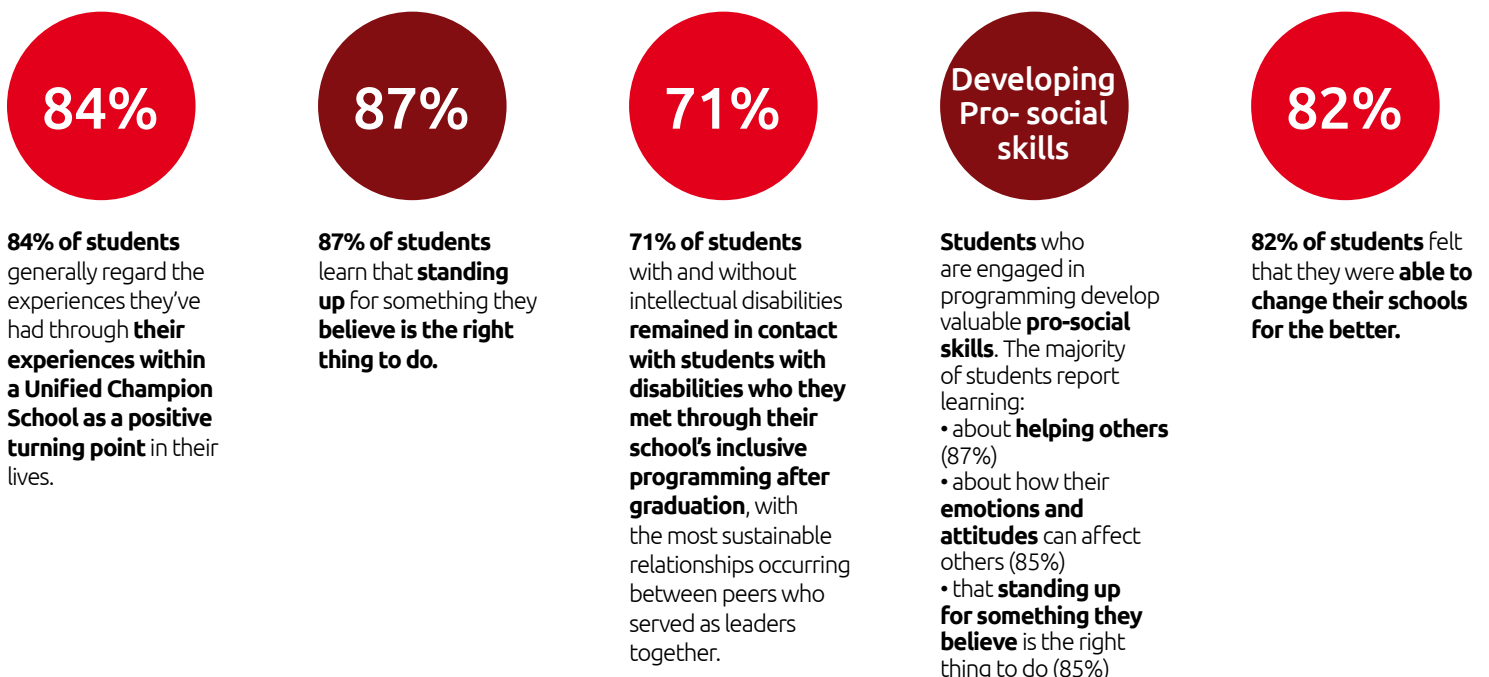 84%
84% of students
generally regard the
experiences they've
had through their
experiences within
a Unified Champion
School as a positive
turning point in their
lives.
87%
87% of students
learn that standing
up for something they
believe is the right
thing to do.
71%
71% of students
with and without
intellectual disabilities
remained in contact
with students with
disabilities who they
met through their
school's inclusive
programming after
graduation, with
the most sustainable
relationships occurring
between peers who
served as leaders
together.
Developing
Pro- social
skills
Students who
are engaged in
programming develop
valuable pro-social
skills. The majority
of students report
learning:
• about helping others
(87%)
• about how their
emotions and
attitudes can affect
others (85%)
• that standing up
for something they
believe is the right
thing to do (85%)
82%
82% of students felt
that they were able to
change their schools
for the better.